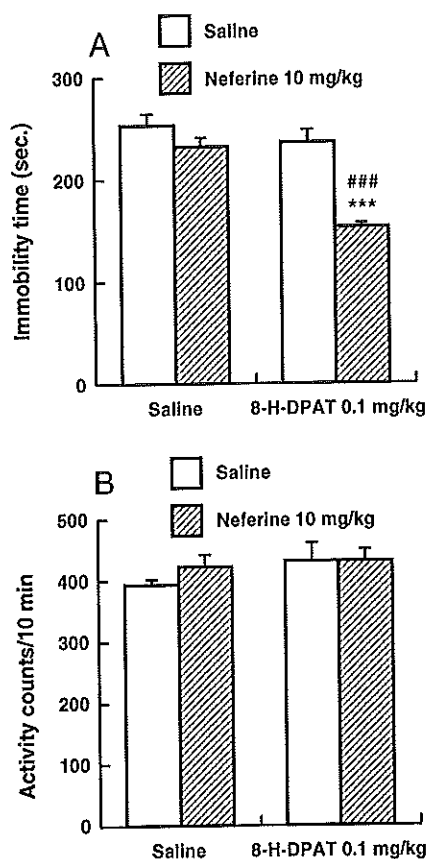 A
Saline
Neferine 10 mg/kg
300
200
100
0
Immobility time (sec.)
###
***
Saline
8-H-DPAT 0.1 mg/kg
B
Saline
Neferine 10 mg/kg
500
400
300
200
100
0
Activity counts/10 min
Saline
8-H-DPAT 0.1 mg/kg